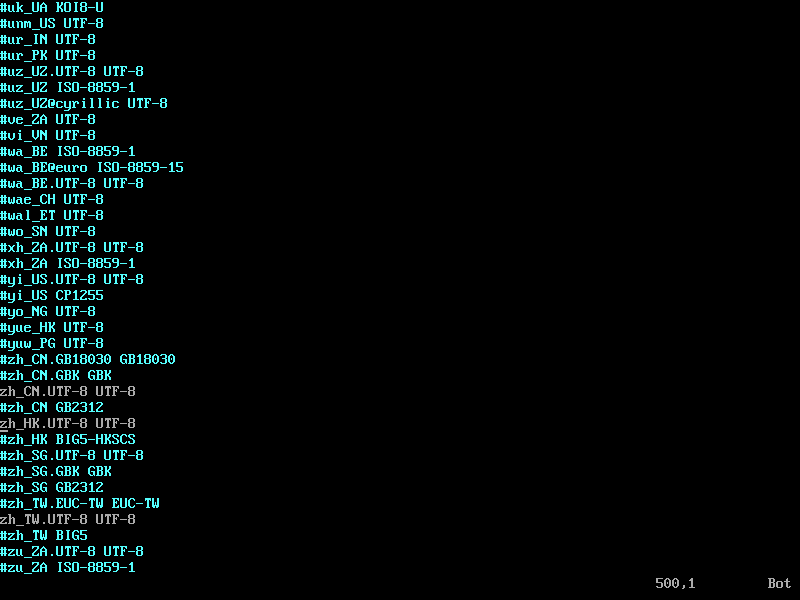 #uk_UA KOI8-U
#unm_US UTF-8
#ur_IN UTF-8
#ur_PK UTF-8
#uz_UZ.UTF-8 UTF-8
#uz_UZ ISO-8859-1
#uz_UZ@cyrillic UTF-8
#ve_ZA UTF-8
#vi_VN UTF-8
#wa_BE ISO-8859-1
#wa_BE@euro ISO-8859-15
#wa_BE.UTF-8 UTF-8
#wae_CH UTF-8
#wal_ET UTF-8
#wo_SN UTF-8
#xh_ZA.UTF-8 UTF-8
#xh_ZA ISO-8859-1
#yi_US.UTF-8 UTF-8
#yi_US CP1255
#yo_NG UTF-8
#yue_HK UTF-8
#yuw_PG UTF-8
#zh_CN.GB18030 GB18030
#zh_CN.GBK GBK
zh_CN.UTF-8 UTF-8
#zh_CN GB2312
zh_HK.UTF-8 UTF-8
#zh_HK BIG5-HKSCS
#zh_SG.UTF-8 UTF-8
#zh_SG.GBK GBK
#zh_SG GB2312
#zh_TW.EUC-TW EUC-TW
zh_TW.UTF-8 UTF-8
#zh_TW BIG5
#zu_ZA.UTF-8 UTF-8
#zu_ZA ISO-8859-1
500,1 Bot